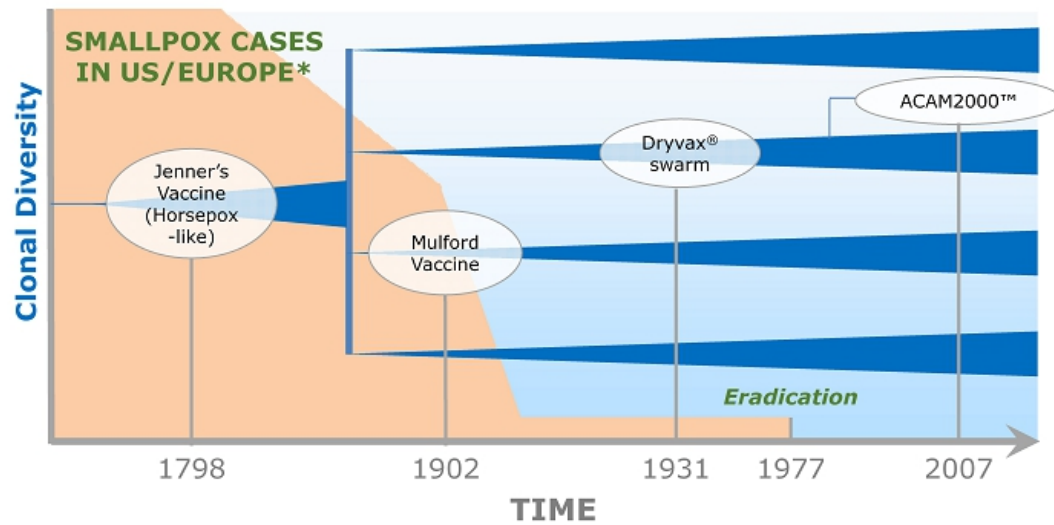 SMALLPOX CASES
IN US/EUROPE*
Clonal Diversity
Jenner’s
Vaccine
(Horsepox
-like)
Mulford
Vaccine
Dryvax®
swarm
ACAM2000™
Eradication
1798
1902
1931
1977
2007
TIME